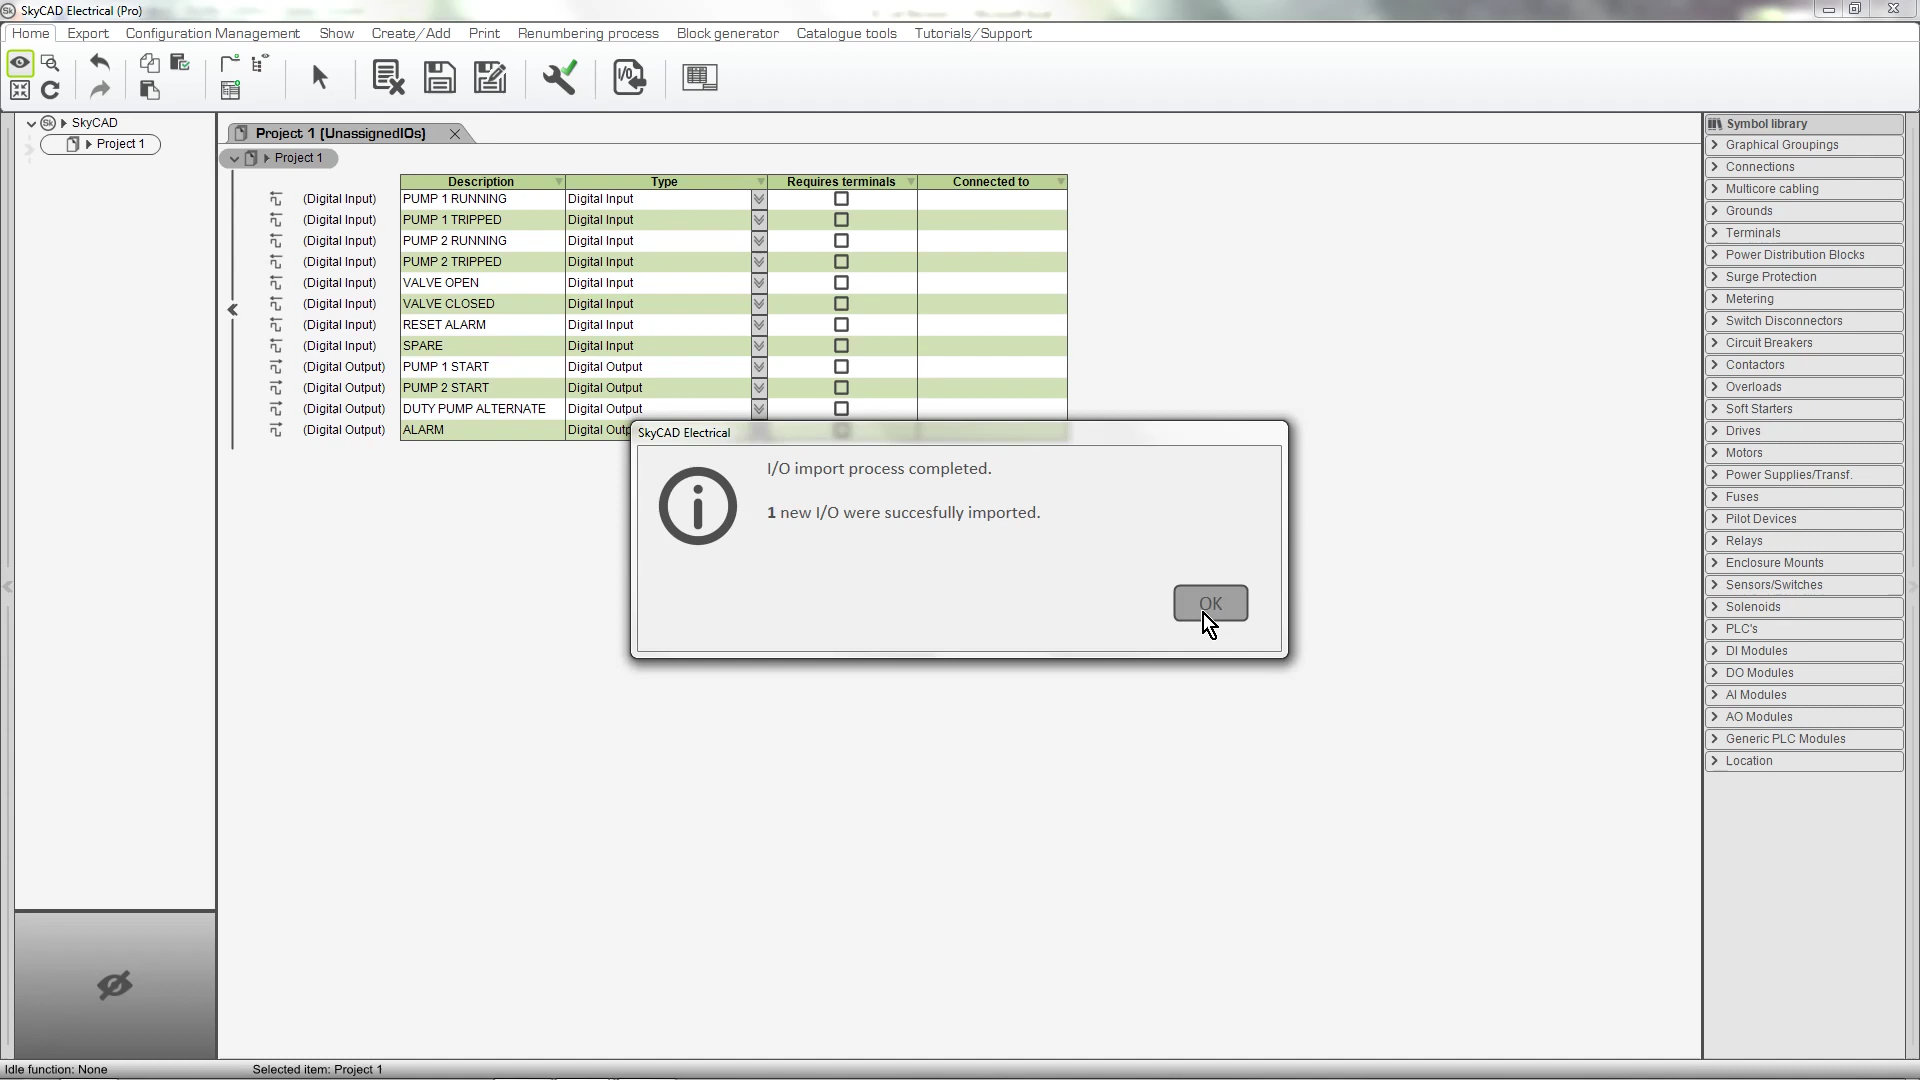 SkyCAD Electrical (Pro)
Home Export Configuration Management Show Create/Add Print Renumbering process Block generator Catalogue tools Tutorials/Support
SkyCAD
Project 1
Project 1 (UnassignedIOs)
Project 1
Description Type Requires terminals Connected to
(Digital Input) PUMP 1 RUNNING Digital Input
(Digital Input) PUMP 1 TRIPPED Digital Input
(Digital Input) PUMP 2 RUNNING Digital Input
(Digital Input) PUMP 2 TRIPPED Digital Input
(Digital Input) VALVE OPEN Digital Input
(Digital Input) VALVE CLOSED Digital Input
(Digital Input) RESET ALARM Digital Input
(Digital Input) SPARE Digital Input
(Digital Output) PUMP 1 START Digital Output
(Digital Output) PUMP 2 START Digital Output
(Digital Output) DUTY PUMP ALTERNATE Digital Output
(Digital Output) ALARM Digital Outp
SkyCAD Electrical
I/O import process completed.
1 new I/O were succesfully imported.
OK
Symbol library
Graphical Groupings
Connections
Multicore cabling
Grounds
Terminals
Power Distribution Blocks
Surge Protection
Metering
Switch Disconnectors
Circuit Breakers
Contactors
Overloads
Soft Starters
Drives
Motors
Power Supplies/Transf.
Fuses
Pilot Devices
Relays
Enclosure Mounts
Sensors/Switches
Solenoids
PLC's
DI Modules
DO Modules
AI Modules
AO Modules
Generic PLC Modules
Location
Idle function: None Selected item: Project 1